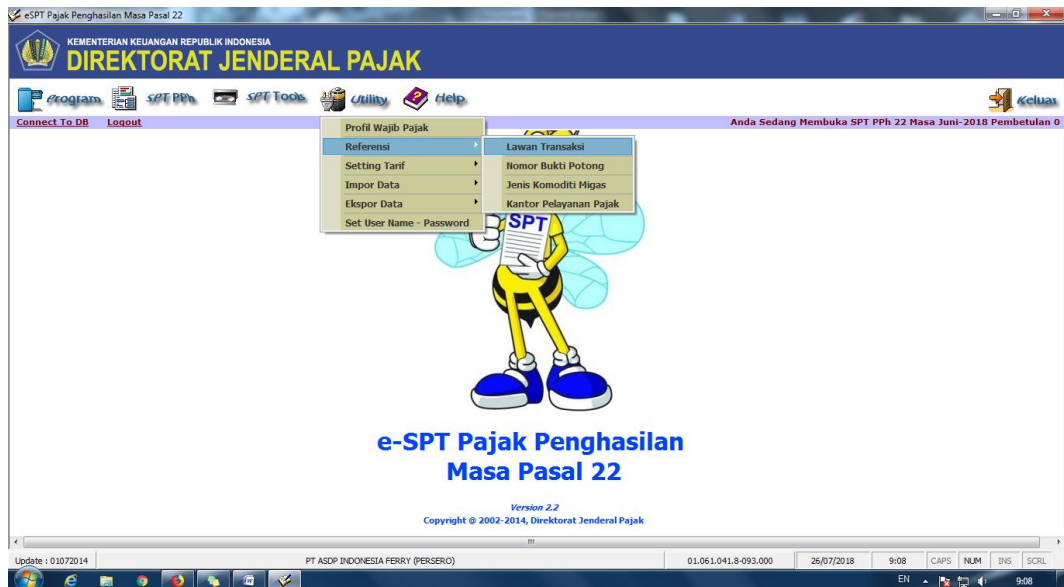 eSPT Pajak Penghasilan Masa Pasal 22
KEMENTERIAN KEUANGAN REPUBLIK INDONESIA
DIREKTORAT JENDERAL PAJAK
Program SPT PPh SPT Tools Utility Help Keluar
Connect To DB Logout Anda Sedang Membuka SPT PPh 22 Masa Juni-2018 Pembetulan 0
Profil Wajib Pajak
Referensi
Setting Tarif
Impor Data
Ekspor Data
Set User Name - Password
Lawan Transaksi
Nomor Bukti Potong
Jenis Komoditi Migas
Kantor Pelayanan Pajak
SPT
e-SPT Pajak Penghasilan
Masa Pasal 22
Version 2.2
Copyright @ 2002-2014, Direktorat Jenderal Pajak
Update : 01072014 PT ASDP INDONESIA FERRY (PERSERO) 01.061.041.8-093.000 26/07/2018 9:08 CAPS NUM INS SCRL
EN 9:08